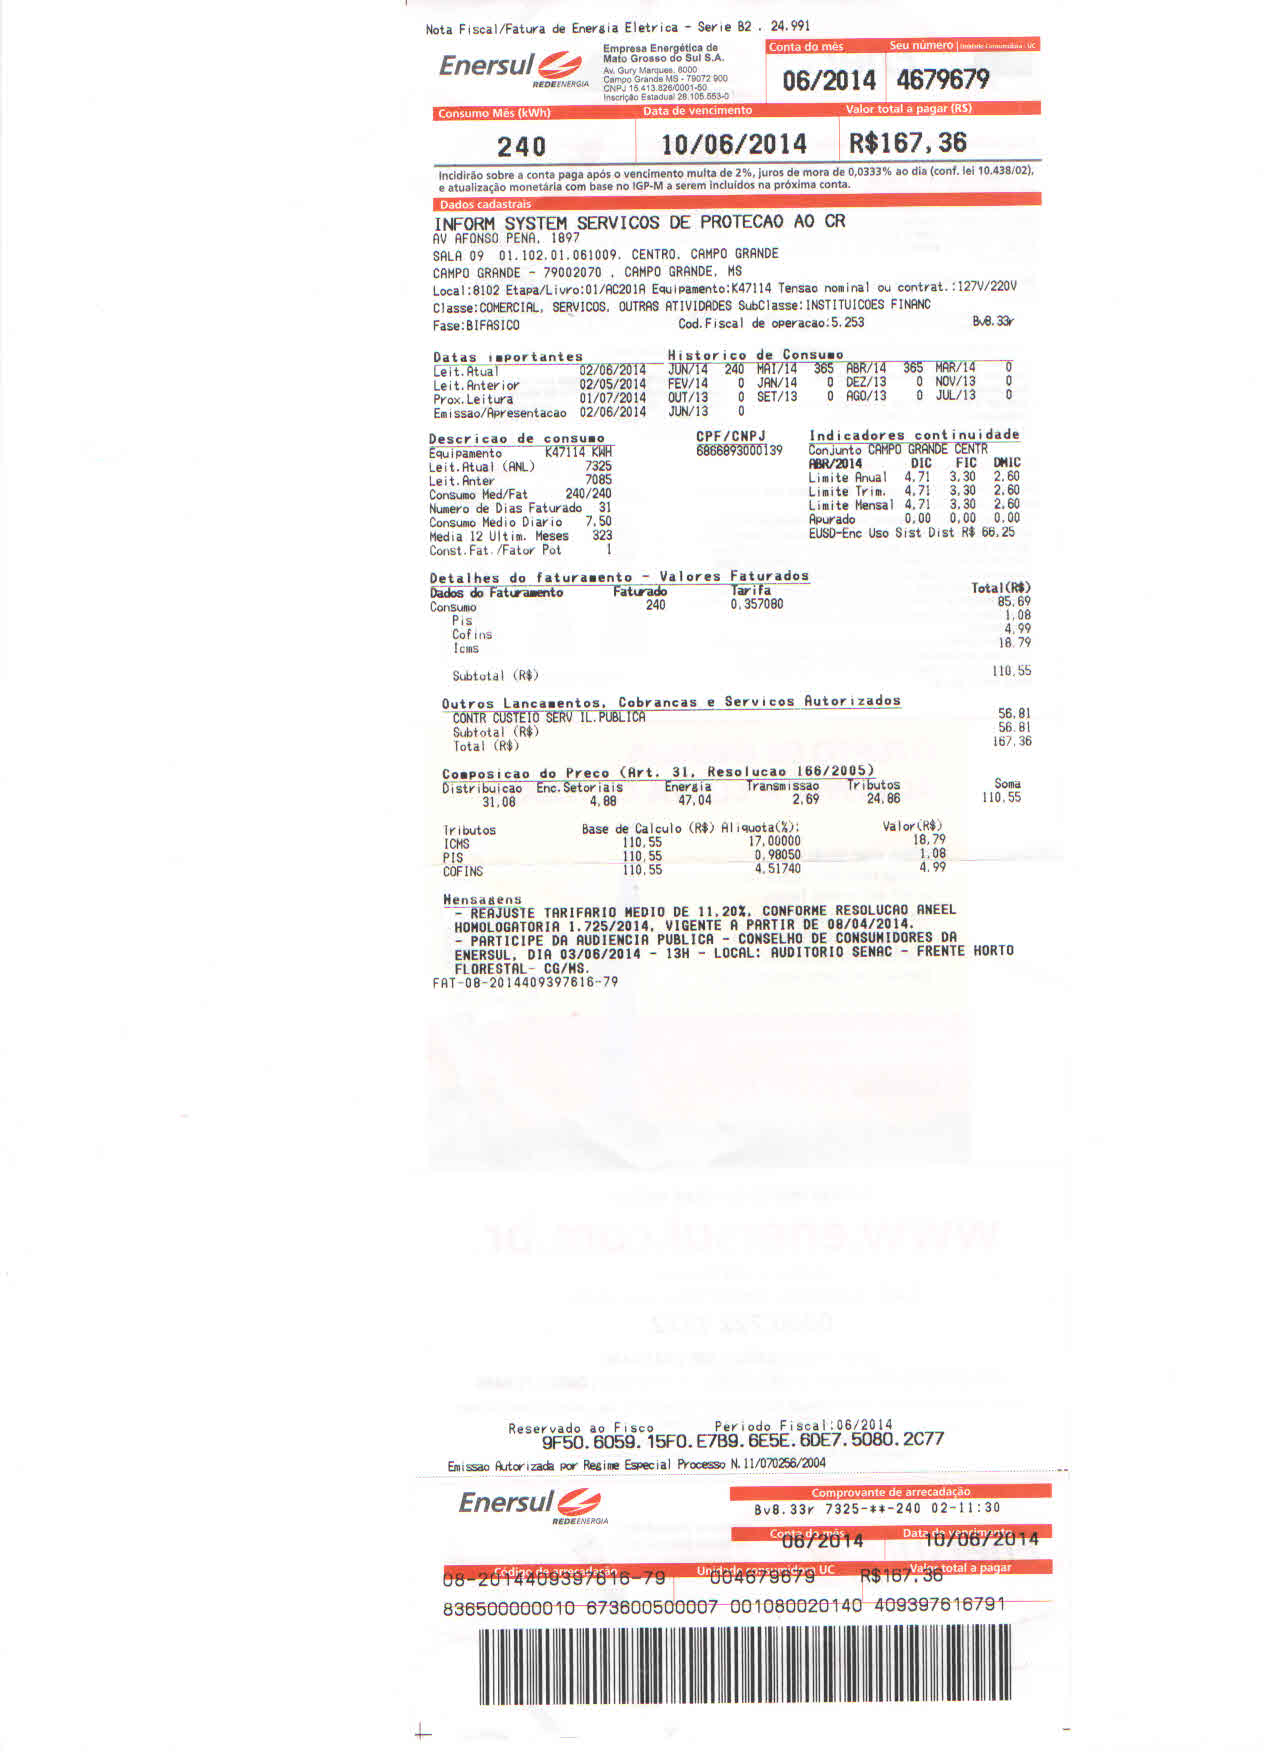 Nota Fiscal/Fatura de Energia Eletrica - Serie B2 . 24.991
Enersul
REDEENERGIA
Empresa Energética de
Mato Grosso do Sul S.A.
Av. Gury Marques, 8000
Campo Grande MS - 79072 900
CNPJ 15.413.826/0001-50
Inscrição Estadual 28.105.553-0
Conta do mês Seu número | Unidade Consumidora - UC
06/2014 4679679
Consumo Mês (kWh) Data de vencimento Valor total a pagar (R$)
240 10/06/2014 R$167,36
Incidirão sobre a conta paga após o vencimento multa de 2%, juros de mora de 0,0333% ao dia (conf. lei 10.438/02),
e atualização monetária com base no IGP-M a serem incluídos na próxima conta.
Dados cadastrais
INFORM SYSTEM SERVICOS DE PROTECAO AO CR
AV AFONSO PENA, 1897
SALA 09 01.102.01.061009. CENTRO. CAMPO GRANDE
CAMPO GRANDE - 79002070 , CAMPO GRANDE, MS
Local:8102 Etapa/Livro:01/AC201A Equipamento:K47114 Tensao nominal ou contrat.:127V/220V
Classe:COMERCIAL, SERVICOS, OUTRAS ATIVIDADES SubClasse:INSTITUICOES FINANC
Fase:BIFASICO Cod.Fiscal de operacao:5.253 Bv8.33r
Datas importantes Historico de Consumo
Leit.Atual 02/06/2014 JUN/14 240 MAI/14 365 ABR/14 365 MAR/14 0
Leit.Anterior 02/05/2014 FEV/14 0 JAN/14 0 DEZ/13 0 NOV/13 0
Prox.Leitura 01/07/2014 OUT/13 0 SET/13 0 AGO/13 0 JUL/13 0
Emissao/Apresentacao 02/06/2014 JUN/13 0
Descricao de consumo CPF/CNPJ Indicadores continuidade
Equipamento K47114 KWH 6866893000139 Conjunto CAMPO GRANDE CENTR
Leit.Atual (ANL) 7325 ABR/2014 DIC FIC DMIC
Leit.Anter 7085 Limite Anual 4,71 3,30 2,60
Consumo Med/Fat 240/240 Limite Trim. 4,71 3,30 2,60
Numero de Dias Faturado 31 Limite Mensal 4,71 3,30 2,60
Consumo Medio Diario 7,50 Apurado 0,00 0,00 0,00
Media 12 Ultim. Meses 323 EUSD-Enc Uso Sist Dist R$ 66,25
Const.Fat./Fator Pot 1
Detalhes do faturamento - Valores Faturados
Dados do Faturamento Faturado Tarifa Total(R$)
Consumo 240 0,357080 85,69
Pis 1,08
Cofins 4,99
Icms 18,79
Subtotal (R$) 110,55
Outros Lancamentos, Cobrancas e Servicos Autorizados
CONTR CUSTEIO SERV IL.PUBLICA 56,81
Subtotal (R$) 56,81
Total (R$) 167,36
Composicao do Preco (Art. 31, Resolucao 166/2005)
Distribuicao Enc.Setoriais Energia Transmissao Tributos Soma
31,08 4,88 47,04 2,69 24,86 110,55
Tributos Base de Calculo (R$) Aliquota(%): Valor(R$)
ICMS 110,55 17,00000 18,79
PIS 110,55 0,98050 1,08
COFINS 110,55 4,51740 4,99
Mensagens
- REAJUSTE TARIFARIO MEDIO DE 11,20%, CONFORME RESOLUCAO ANEEL
HOMOLOGATORIA 1.725/2014, VIGENTE A PARTIR DE 08/04/2014.
- PARTICIPE DA AUDIENCIA PUBLICA - CONSELHO DE CONSUMIDORES DA
ENERSUL, DIA 03/06/2014 - 13H - LOCAL: AUDITORIO SENAC - FRENTE HORTO
FLORESTAL- CG/MS.
FAT-08-2014409397616-79
Reservado ao Fisco Periodo Fiscal:06/2014
9F50.6059.15F0.E7B9.6E5E.6DE7.5080.2C77
Emissao Autorizada por Regime Especial Processo N.11/070256/2004
Enersul
REDEENERGIA
Comprovante de arrecadação
Bv8.33r 7325-**-240 02-11:30
Conta do mês Data de vencimento
06/2014 10/06/2014
Código de arrecadação Unidade consumidora UC Valor total a pagar
08-2014409397616-79 004679679 R$167,36
836500000010 673600500007 001080020140 409397616791